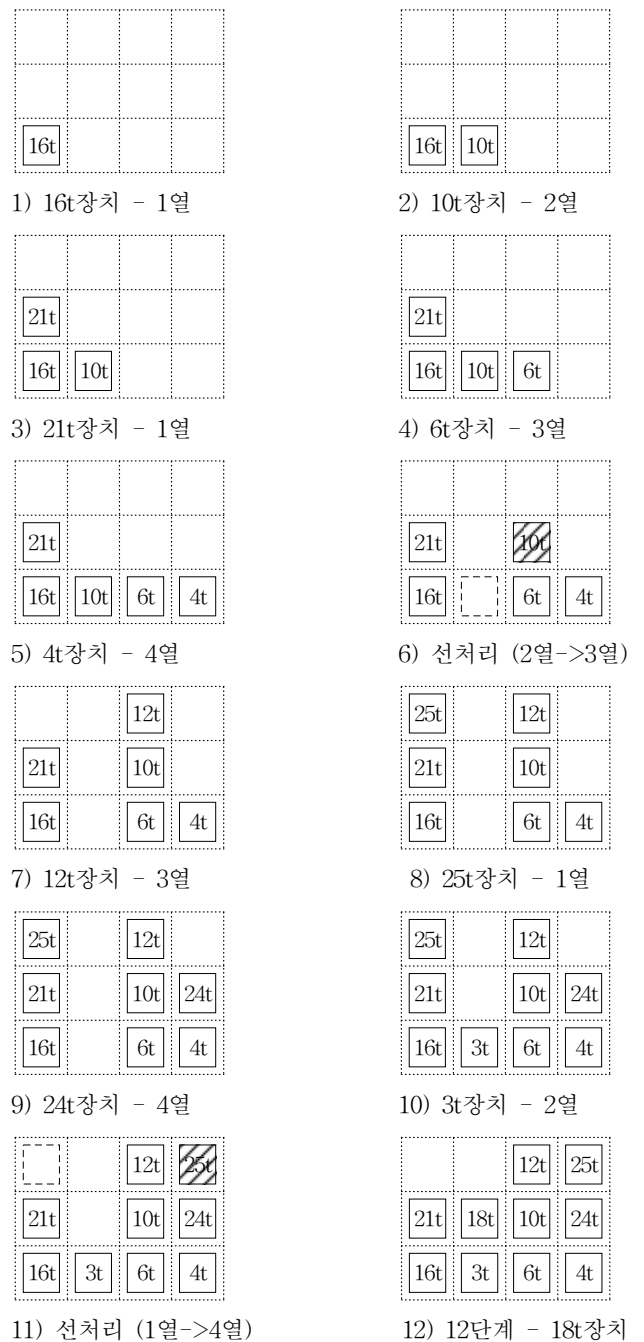 16t
16t 10t
1) 16t장치 - 1열
2) 10t장치 - 2열
21t
16t 10t
21t
16t 10t 6t
3) 21t장치 - 1열
4) 6t장치 - 3열
21t
16t 10t 6t 4t
21t 10t
16t 6t 4t
5) 4t장치 - 4열
6) 선처리 (2열->3열)
12t
21t 10t
16t 6t 4t
25t 12t
21t 10t
16t 6t 4t
7) 12t장치 - 3열
8) 25t장치 - 1열
25t 12t
21t 10t 24t
16t 6t 4t
25t 12t
21t 10t 24t
16t 3t 6t 4t
9) 24t장치 - 4열
10) 3t장치 - 2열
12t 25t
21t 10t 24t
16t 3t 6t 4t
12t 25t
21t 18t 10t 24t
16t 3t 6t 4t
11) 선처리 (1열->4열)
12) 12단계 - 18t장치